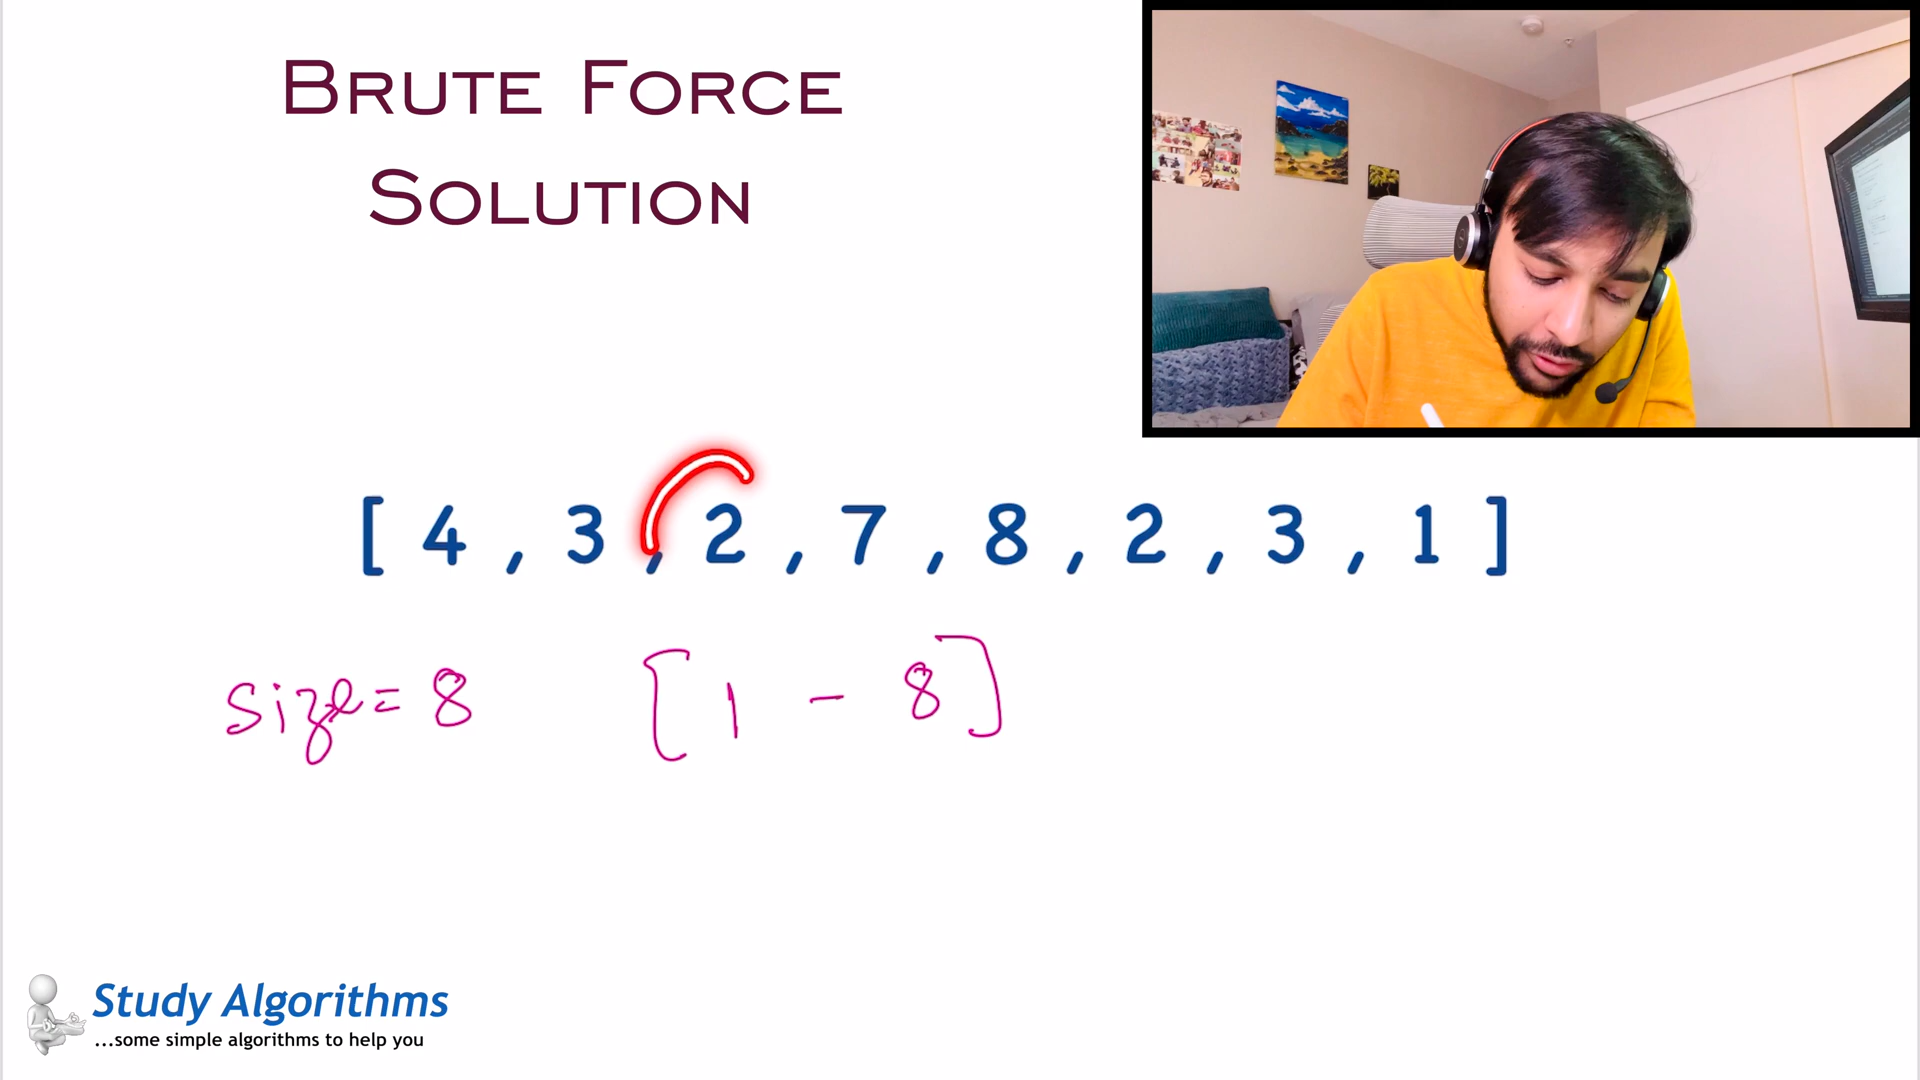 BRUTE FORCE
SOLUTION
[ 4 , 3 , 2 , 7 , 8 , 2 , 3 , 1 ]
size = 8 [ 1 - 8 ]
Study Algorithms
...some simple algorithms to help you